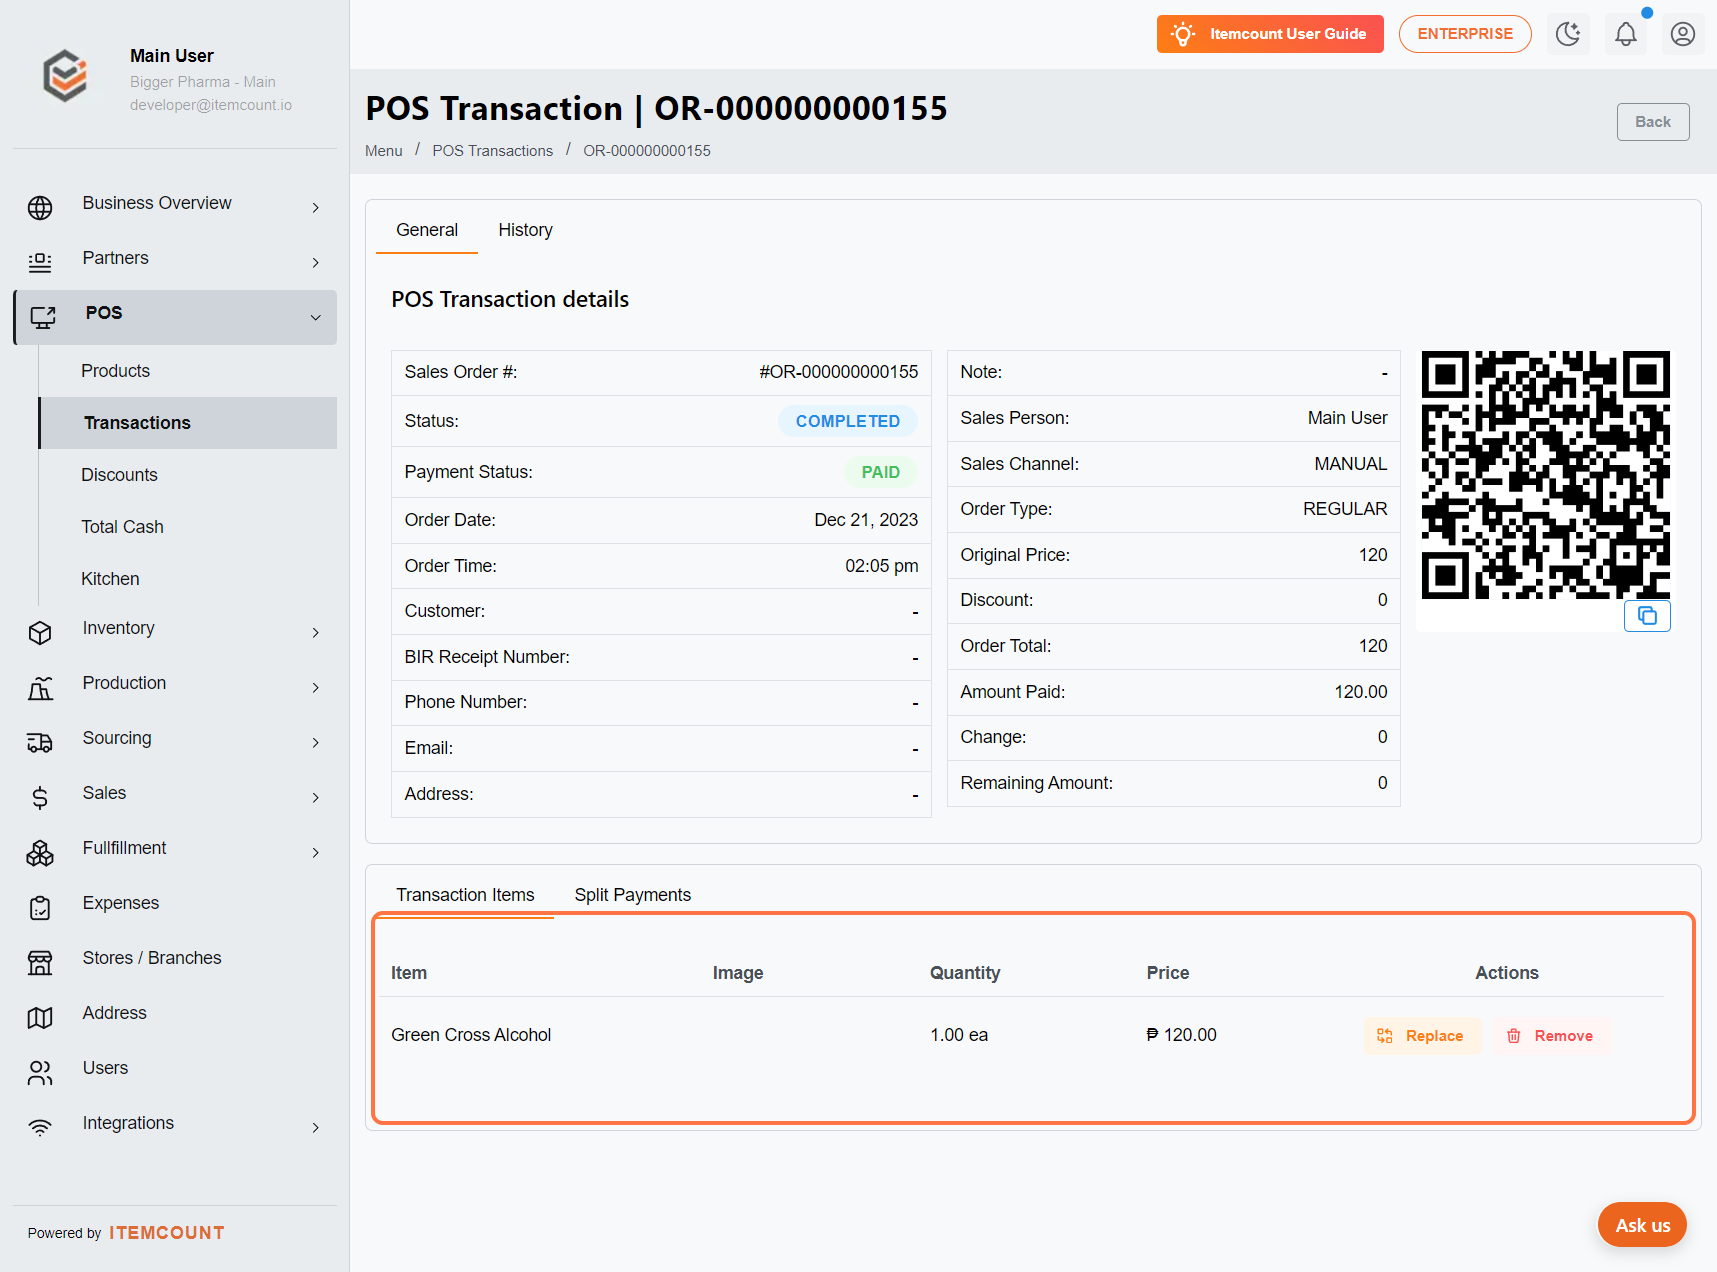 Main User
Bigger Pharma - Main
developer@itemcount.io
Business Overview
Partners
POS
Products
Transactions
Discounts
Total Cash
Kitchen
Inventory
Production
Sourcing
Sales
Fullfillment
Expenses
Stores / Branches
Address
Users
Integrations
Powered by ITEMCOUNT
Itemcount User Guide
ENTERPRISE
POS Transaction | OR-000000000155
Menu / POS Transactions / OR-000000000155
Back
General History
POS Transaction details
Sales Order #: #OR-000000000155
Status: COMPLETED
Payment Status: PAID
Order Date: Dec 21, 2023
Order Time: 02:05 pm
Customer: -
BIR Receipt Number: -
Phone Number: -
Email: -
Address: -
Note: -
Sales Person: Main User
Sales Channel: MANUAL
Order Type: REGULAR
Original Price: 120
Discount: 0
Order Total: 120
Amount Paid: 120.00
Change: 0
Remaining Amount: 0
Transaction Items Split Payments
Item Image Quantity Price Actions
Green Cross Alcohol 1.00 ea ₱ 120.00 Replace Remove
Ask us